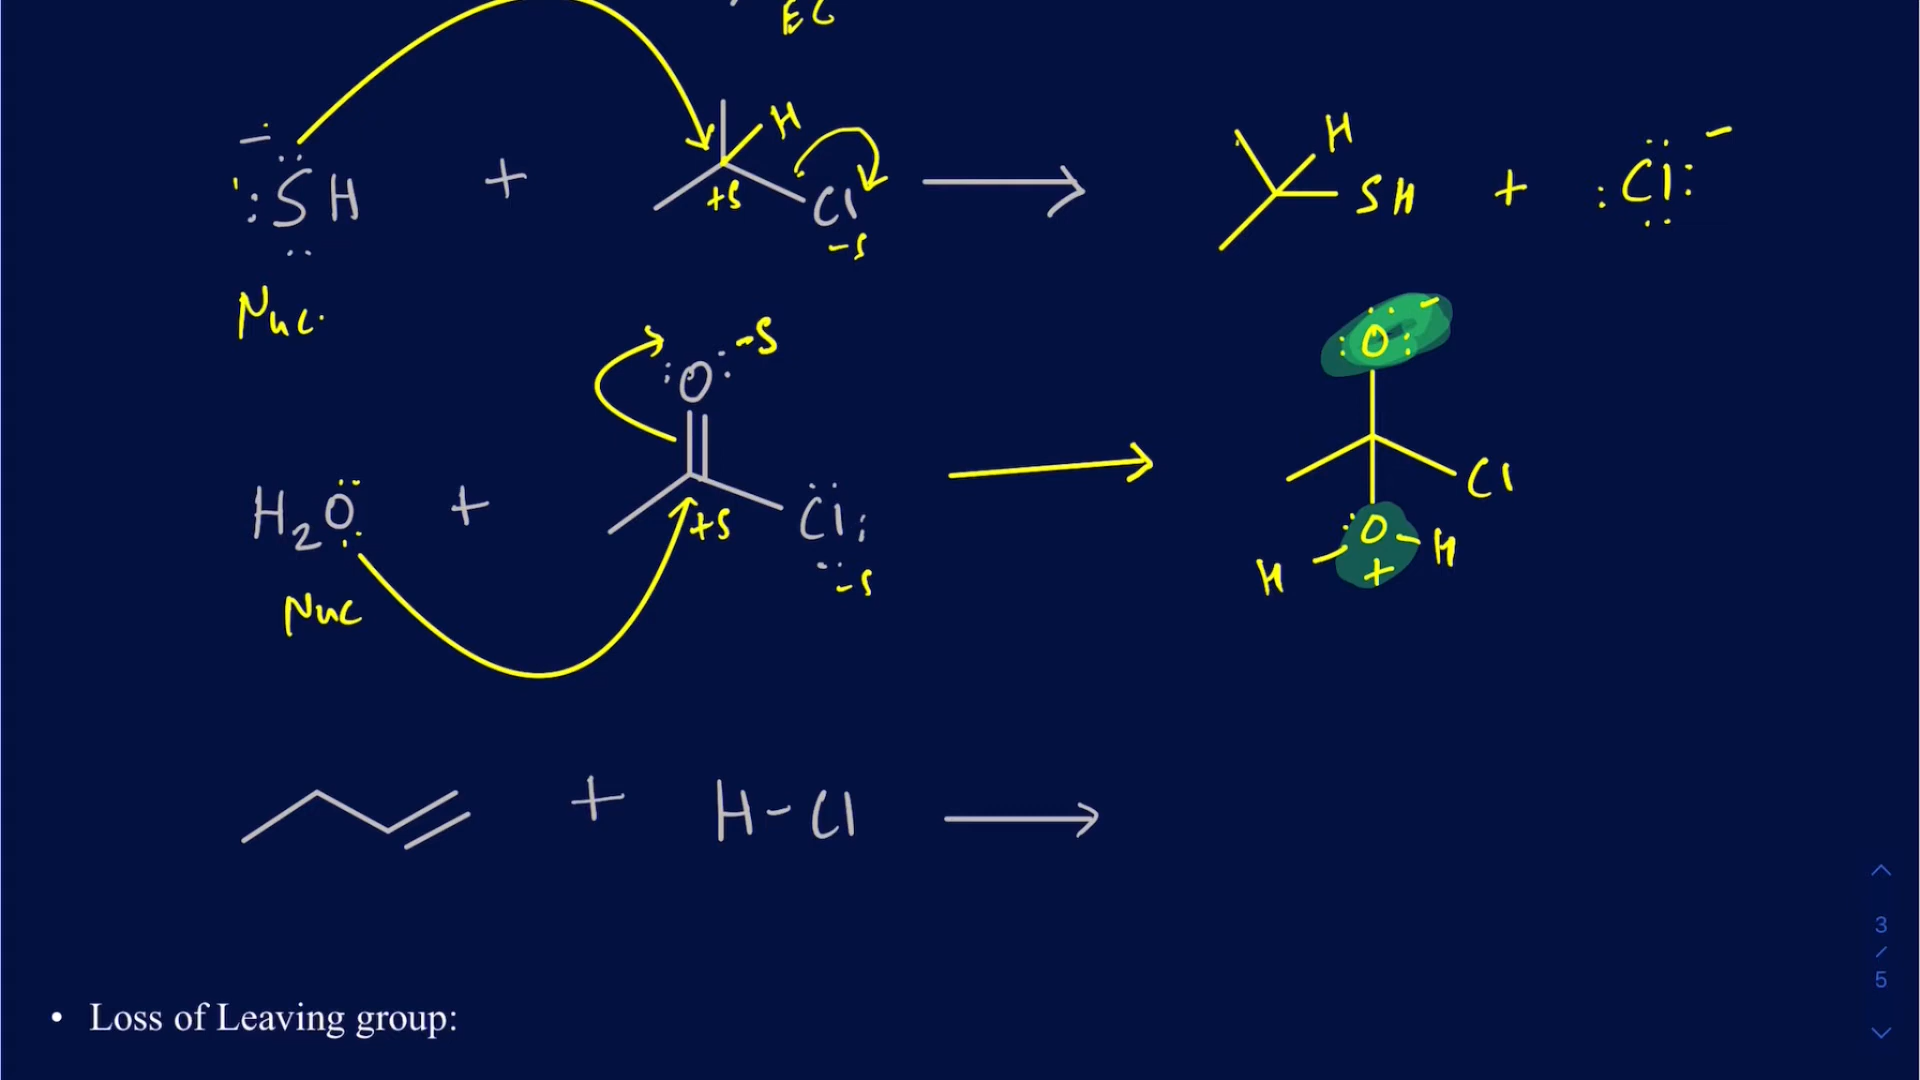 EC
H
H
:SH + Cl → SH + :Cl: −
+δ
−δ
Nuc.
:O: −δ
:O: −
H2O + Cl: → Cl
+δ
−δ
O
H H
+
Nuc
+ H-Cl →
3
/
5
• Loss of Leaving group: